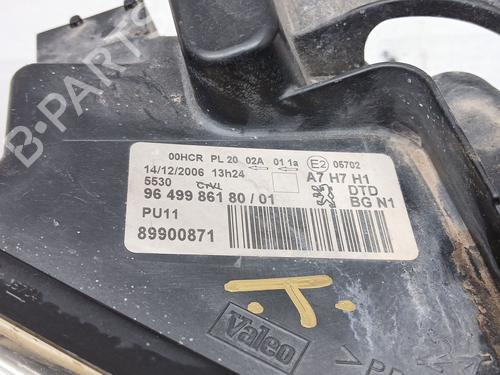 B-PARTS
00HCR PL 20 02A 01 1a E2 05702
14/12/2006 13h24 A7 H7 H1
5530 DTD
96 499 861 80 / 01 BG N1
PU11
89900871
Valeo